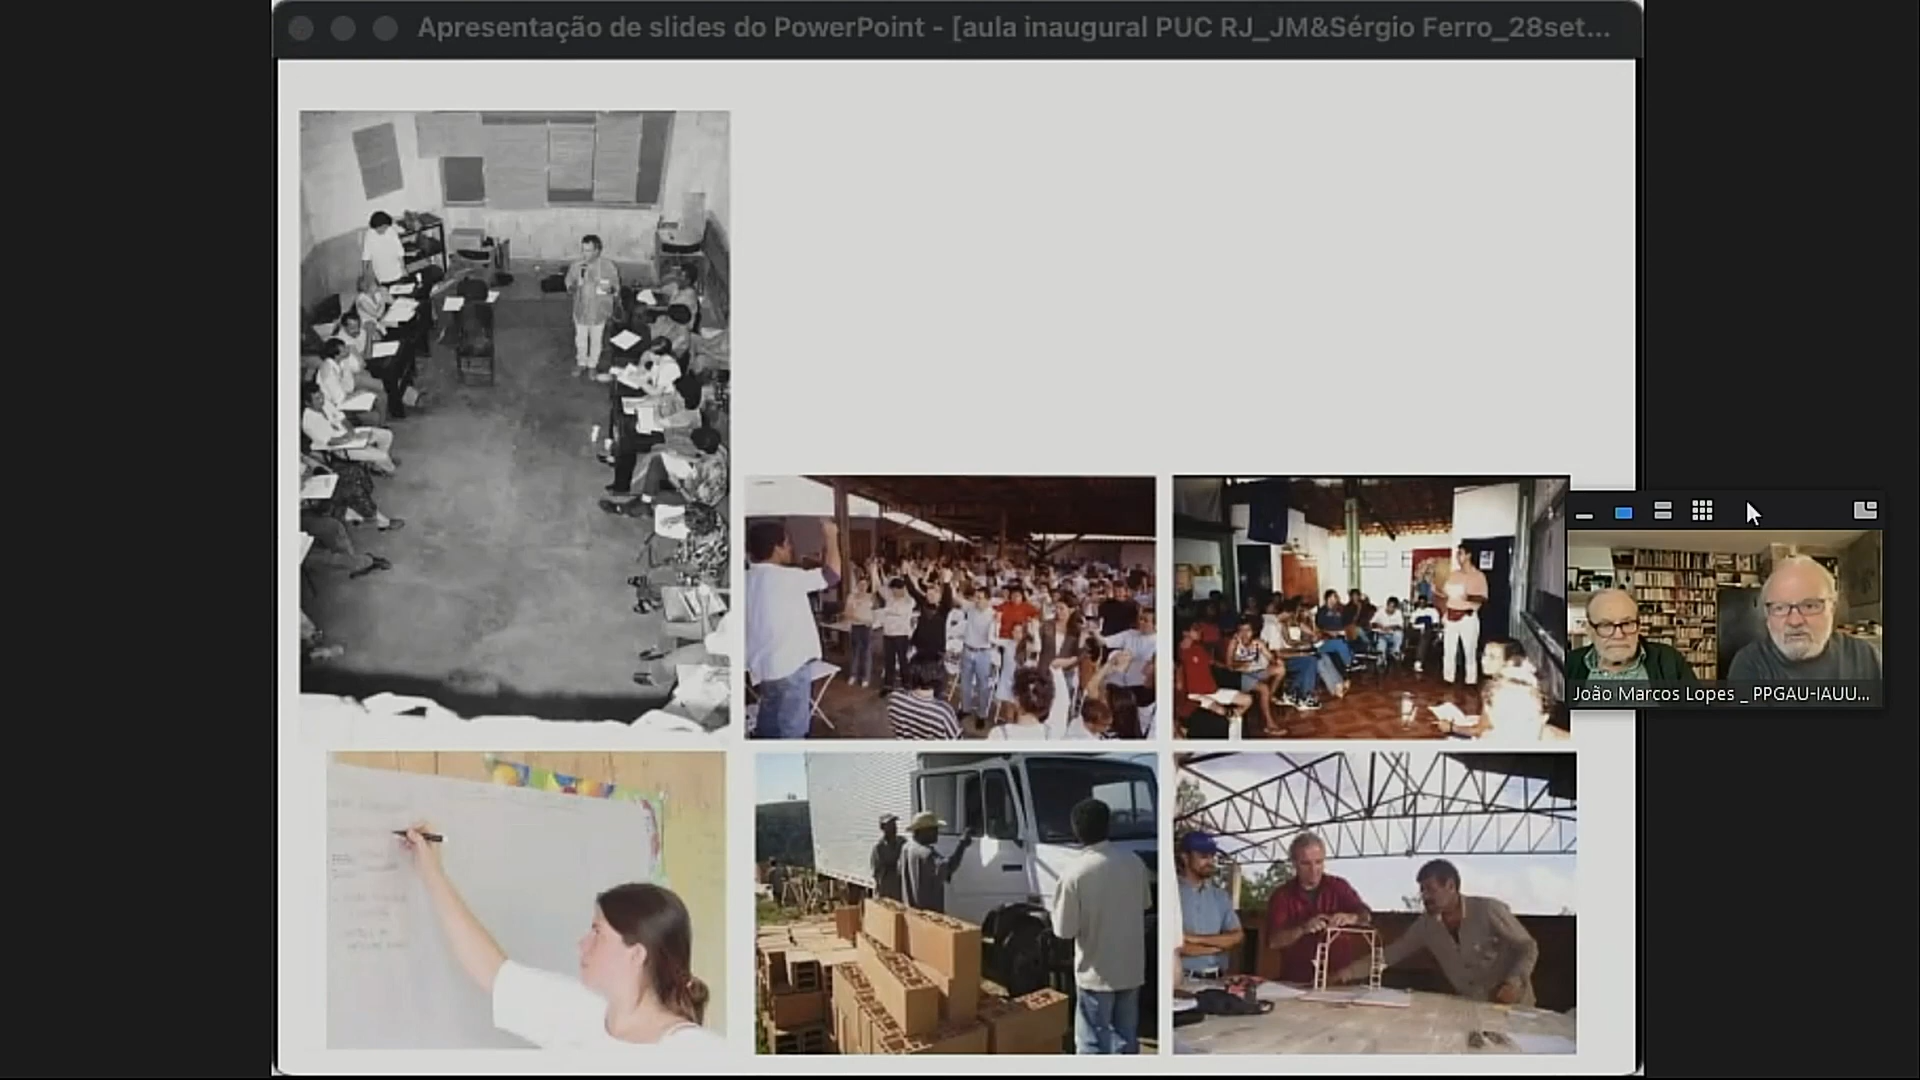 Apresentação de slides do PowerPoint - [aula inaugural PUC RJ_JM&Sérgio Ferro_28set...
João Marcos Lopes _ PPGAU-IAUU...